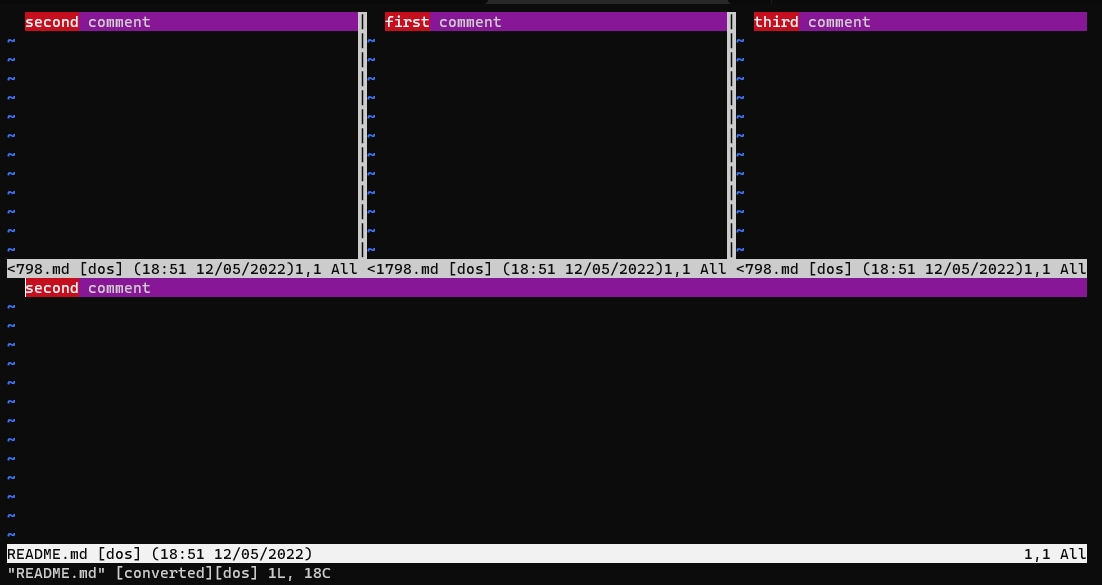 second comment | first comment | third comment
~ | ~ | ~
~ | ~ | ~
~ | ~ | ~
~ | ~ | ~
~ | ~ | ~
~ | ~ | ~
~ | ~ | ~
~ | ~ | ~
~ | ~ | ~
~ | ~ | ~
~ | ~ | ~
~ | ~ | ~
<798.md [dos] (18:51 12/05/2022)1,1 All <1798.md [dos] (18:51 12/05/2022)1,1 All <798.md [dos] (18:51 12/05/2022)1,1 All
second comment
~
~
~
~
~
~
~
~
~
~
~
~
~
README.md [dos] (18:51 12/05/2022) 1,1 All
"README.md" [converted][dos] 1L, 18C